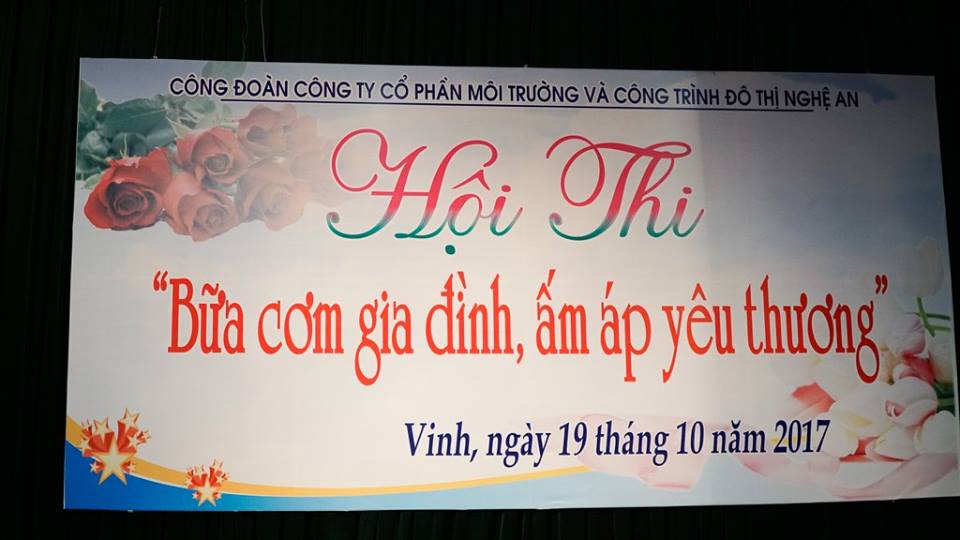 CÔNG ĐOÀN CÔNG TY CỔ PHẦN MÔI TRƯỜNG VÀ CÔNG TRÌNH ĐÔ THỊ NGHỆ AN
Hội Thi
“Bữa cơm gia đình, ấm áp yêu thương”
Vinh, ngày 19 tháng 10 năm 2017